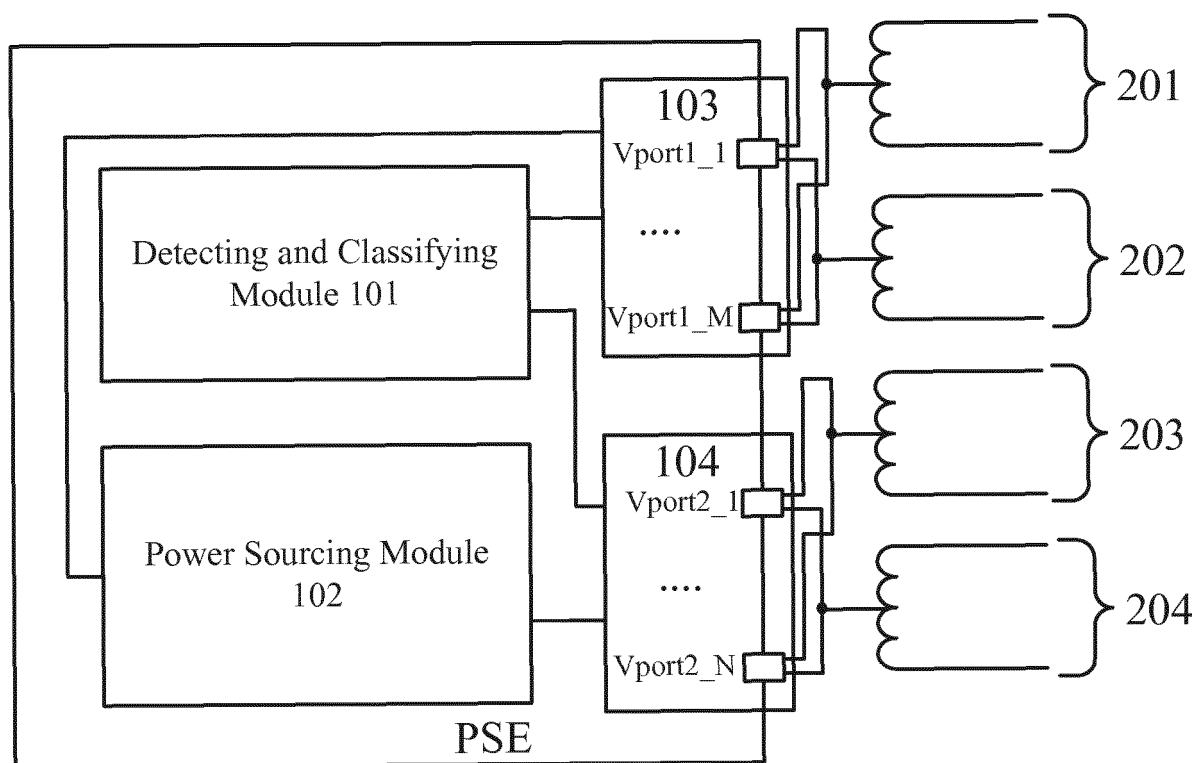 103
Vport1_1
....
Vport1_M
Detecting and Classifying
Module 101
Power Sourcing Module
102
104
Vport2_1
....
Vport2_N
PSE
201
202
203
204